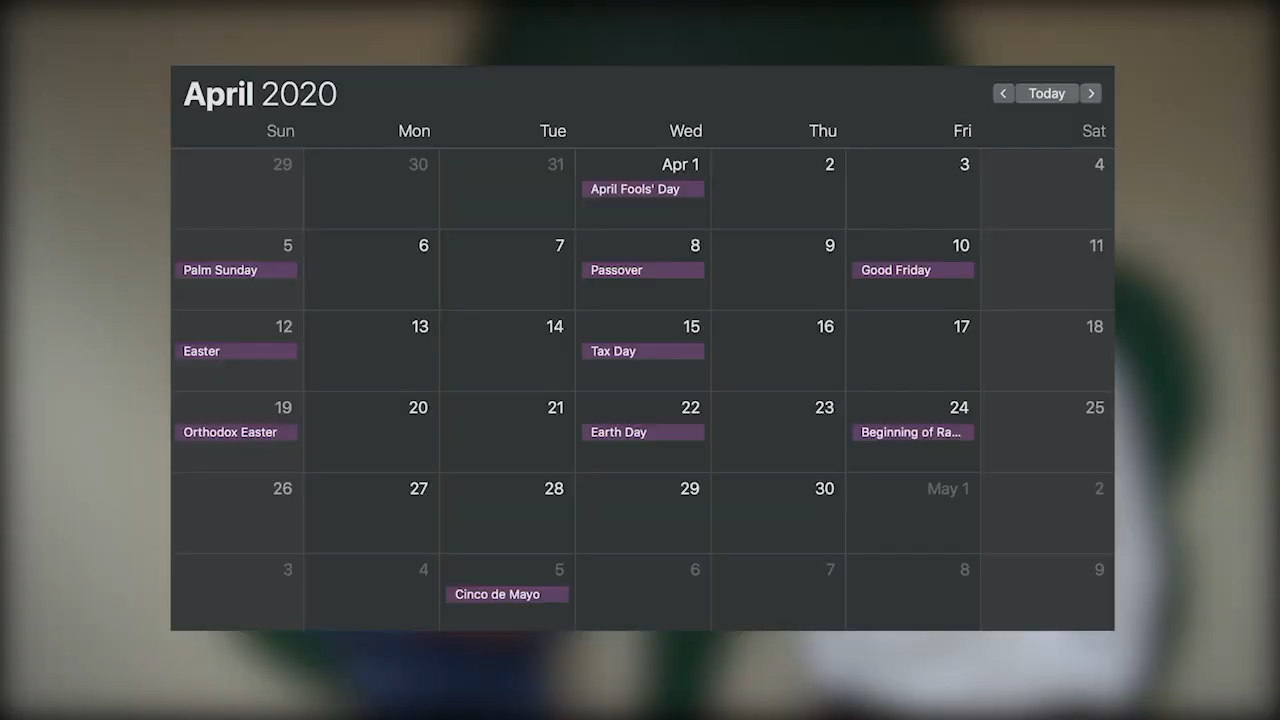 April 2020
< Today >
Sun Mon Tue Wed Thu Fri Sat
29 30 31 Apr 1 2 3 4
April Fools' Day
5 6 7 8 9 10 11
Palm Sunday Passover Good Friday
12 13 14 15 16 17 18
Easter Tax Day
19 20 21 22 23 24 25
Orthodox Easter Earth Day Beginning of Ra...
26 27 28 29 30 May 1 2
3 4 5 6 7 8 9
Cinco de Mayo